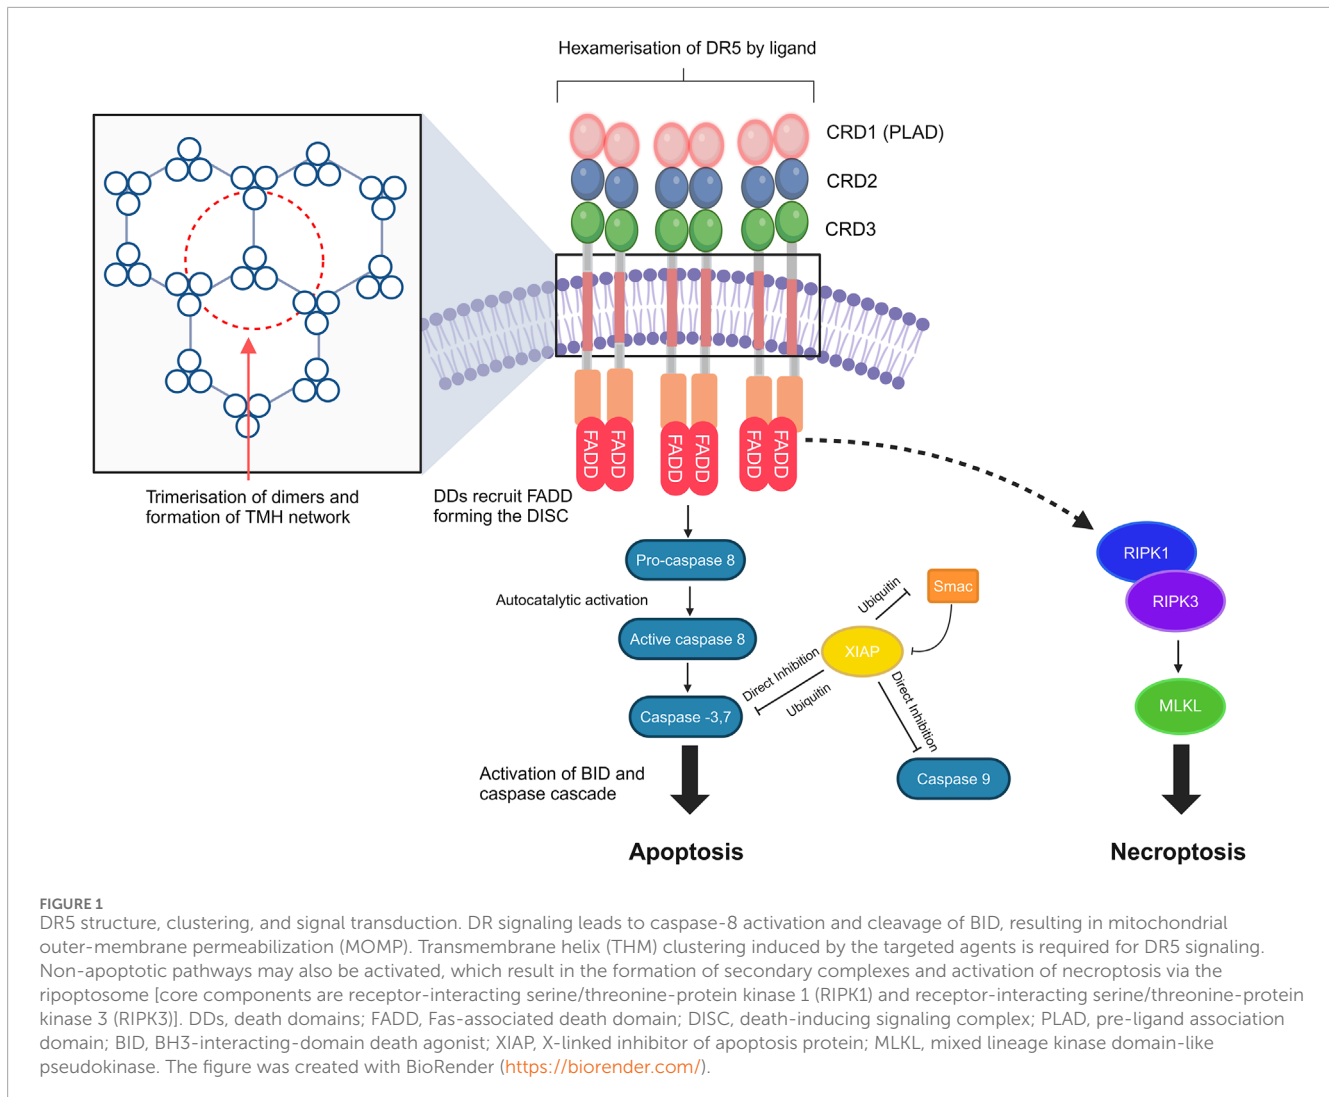 Hexamerisation of DR5 by ligand
CRD1 (PLAD)
CRD2
CRD3
FADD
FADD
FADD
FADD
FADD
FADD
Trimerisation of dimers and
formation of TMH network
DDs recruit FADD
forming the DISC
Pro-caspase 8
Autocatalytic activation
Active caspase 8
Caspase -3,7
Direct Inhibition
Ubiquitin
XIAP
Ubiquitin
Smac
Direct Inhibition
Caspase 9
Activation of BID and
caspase cascade
Apoptosis
RIPK1
RIPK3
MLKL
Necroptosis
FIGURE 1
DR5 structure, clustering, and signal transduction. DR signaling leads to caspase-8 activation and cleavage of BID, resulting in mitochondrial
outer-membrane permeabilization (MOMP). Transmembrane helix (THM) clustering induced by the targeted agents is required for DR5 signaling.
Non-apoptotic pathways may also be activated, which result in the formation of secondary complexes and activation of necroptosis via the
ripoptosome [core components are receptor-interacting serine/threonine-protein kinase 1 (RIPK1) and receptor-interacting serine/threonine-protein
kinase 3 (RIPK3)]. DDs, death domains; FADD, Fas-associated death domain; DISC, death-inducing signaling complex; PLAD, pre-ligand association
domain; BID, BH3-interacting-domain death agonist; XIAP, X-linked inhibitor of apoptosis protein; MLKL, mixed lineage kinase domain-like
pseudokinase. The figure was created with BioRender (https://biorender.com/).